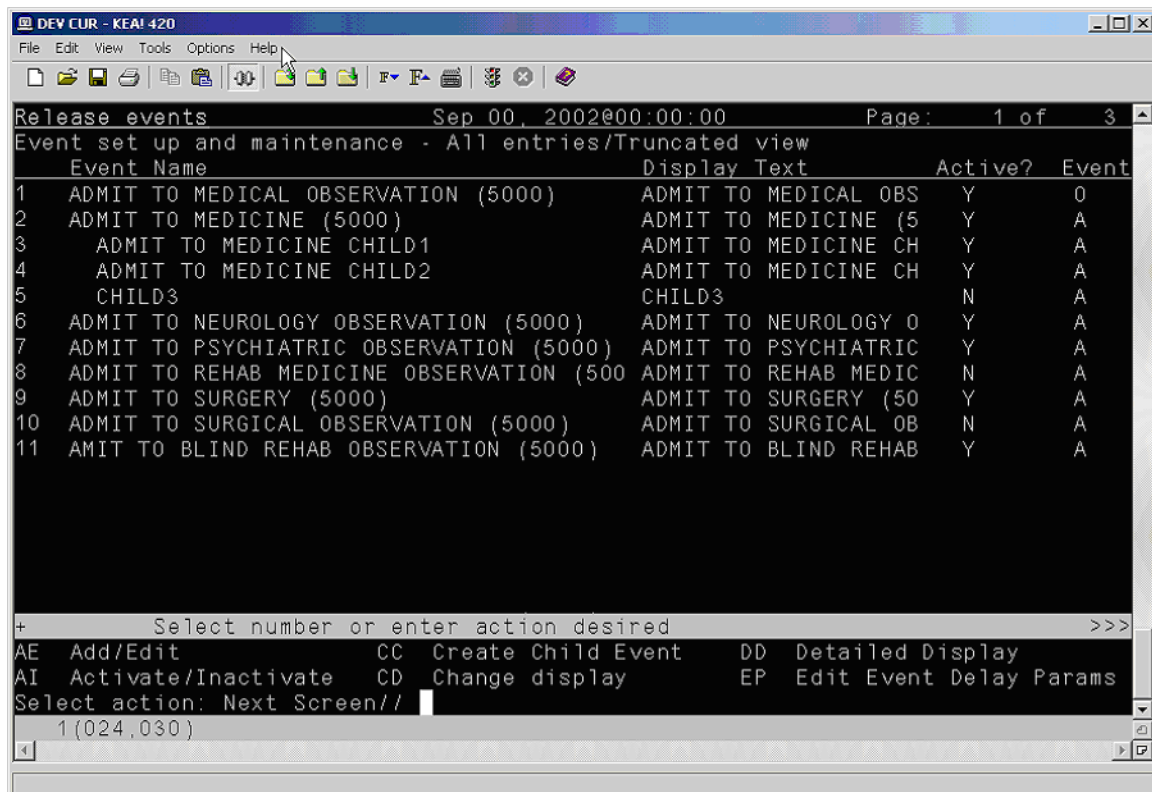 DEV CUR - KEA! 420
File Edit View Tools Options Help
Release events Sep 00, 2002@00:00:00 Page: 1 of 3
Event set up and maintenance - All entries/Truncated view
Event Name Display Text Active? Event
1 ADMIT TO MEDICAL OBSERVATION (5000) ADMIT TO MEDICAL OBS Y O
2 ADMIT TO MEDICINE (5000) ADMIT TO MEDICINE (5 Y A
3 ADMIT TO MEDICINE CHILD1 ADMIT TO MEDICINE CH Y A
4 ADMIT TO MEDICINE CHILD2 ADMIT TO MEDICINE CH Y A
5 CHILD3 CHILD3 N A
6 ADMIT TO NEUROLOGY OBSERVATION (5000) ADMIT TO NEUROLOGY O Y A
7 ADMIT TO PSYCHIATRIC OBSERVATION (5000) ADMIT TO PSYCHIATRIC Y A
8 ADMIT TO REHAB MEDICINE OBSERVATION (500 ADMIT TO REHAB MEDIC N A
9 ADMIT TO SURGERY (5000) ADMIT TO SURGERY (50 Y A
10 ADMIT TO SURGICAL OBSERVATION (5000) ADMIT TO SURGICAL OB N A
11 AMIT TO BLIND REHAB OBSERVATION (5000) ADMIT TO BLIND REHAB Y A
+ Select number or enter action desired >>>
AE Add/Edit CC Create Child Event DD Detailed Display
AI Activate/Inactivate CD Change display EP Edit Event Delay Params
Select action: Next Screen//
1(024,030)